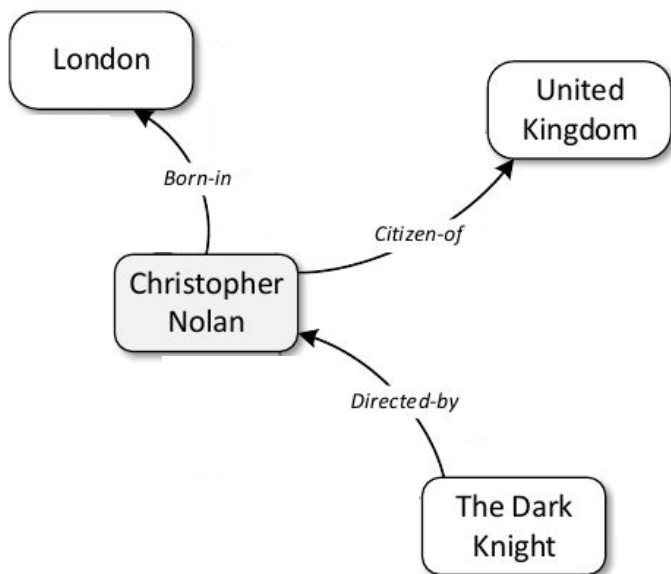 London
United
Kingdom
Born-in
Citizen-of
Christopher
Nolan
Directed-by
The Dark
Knight